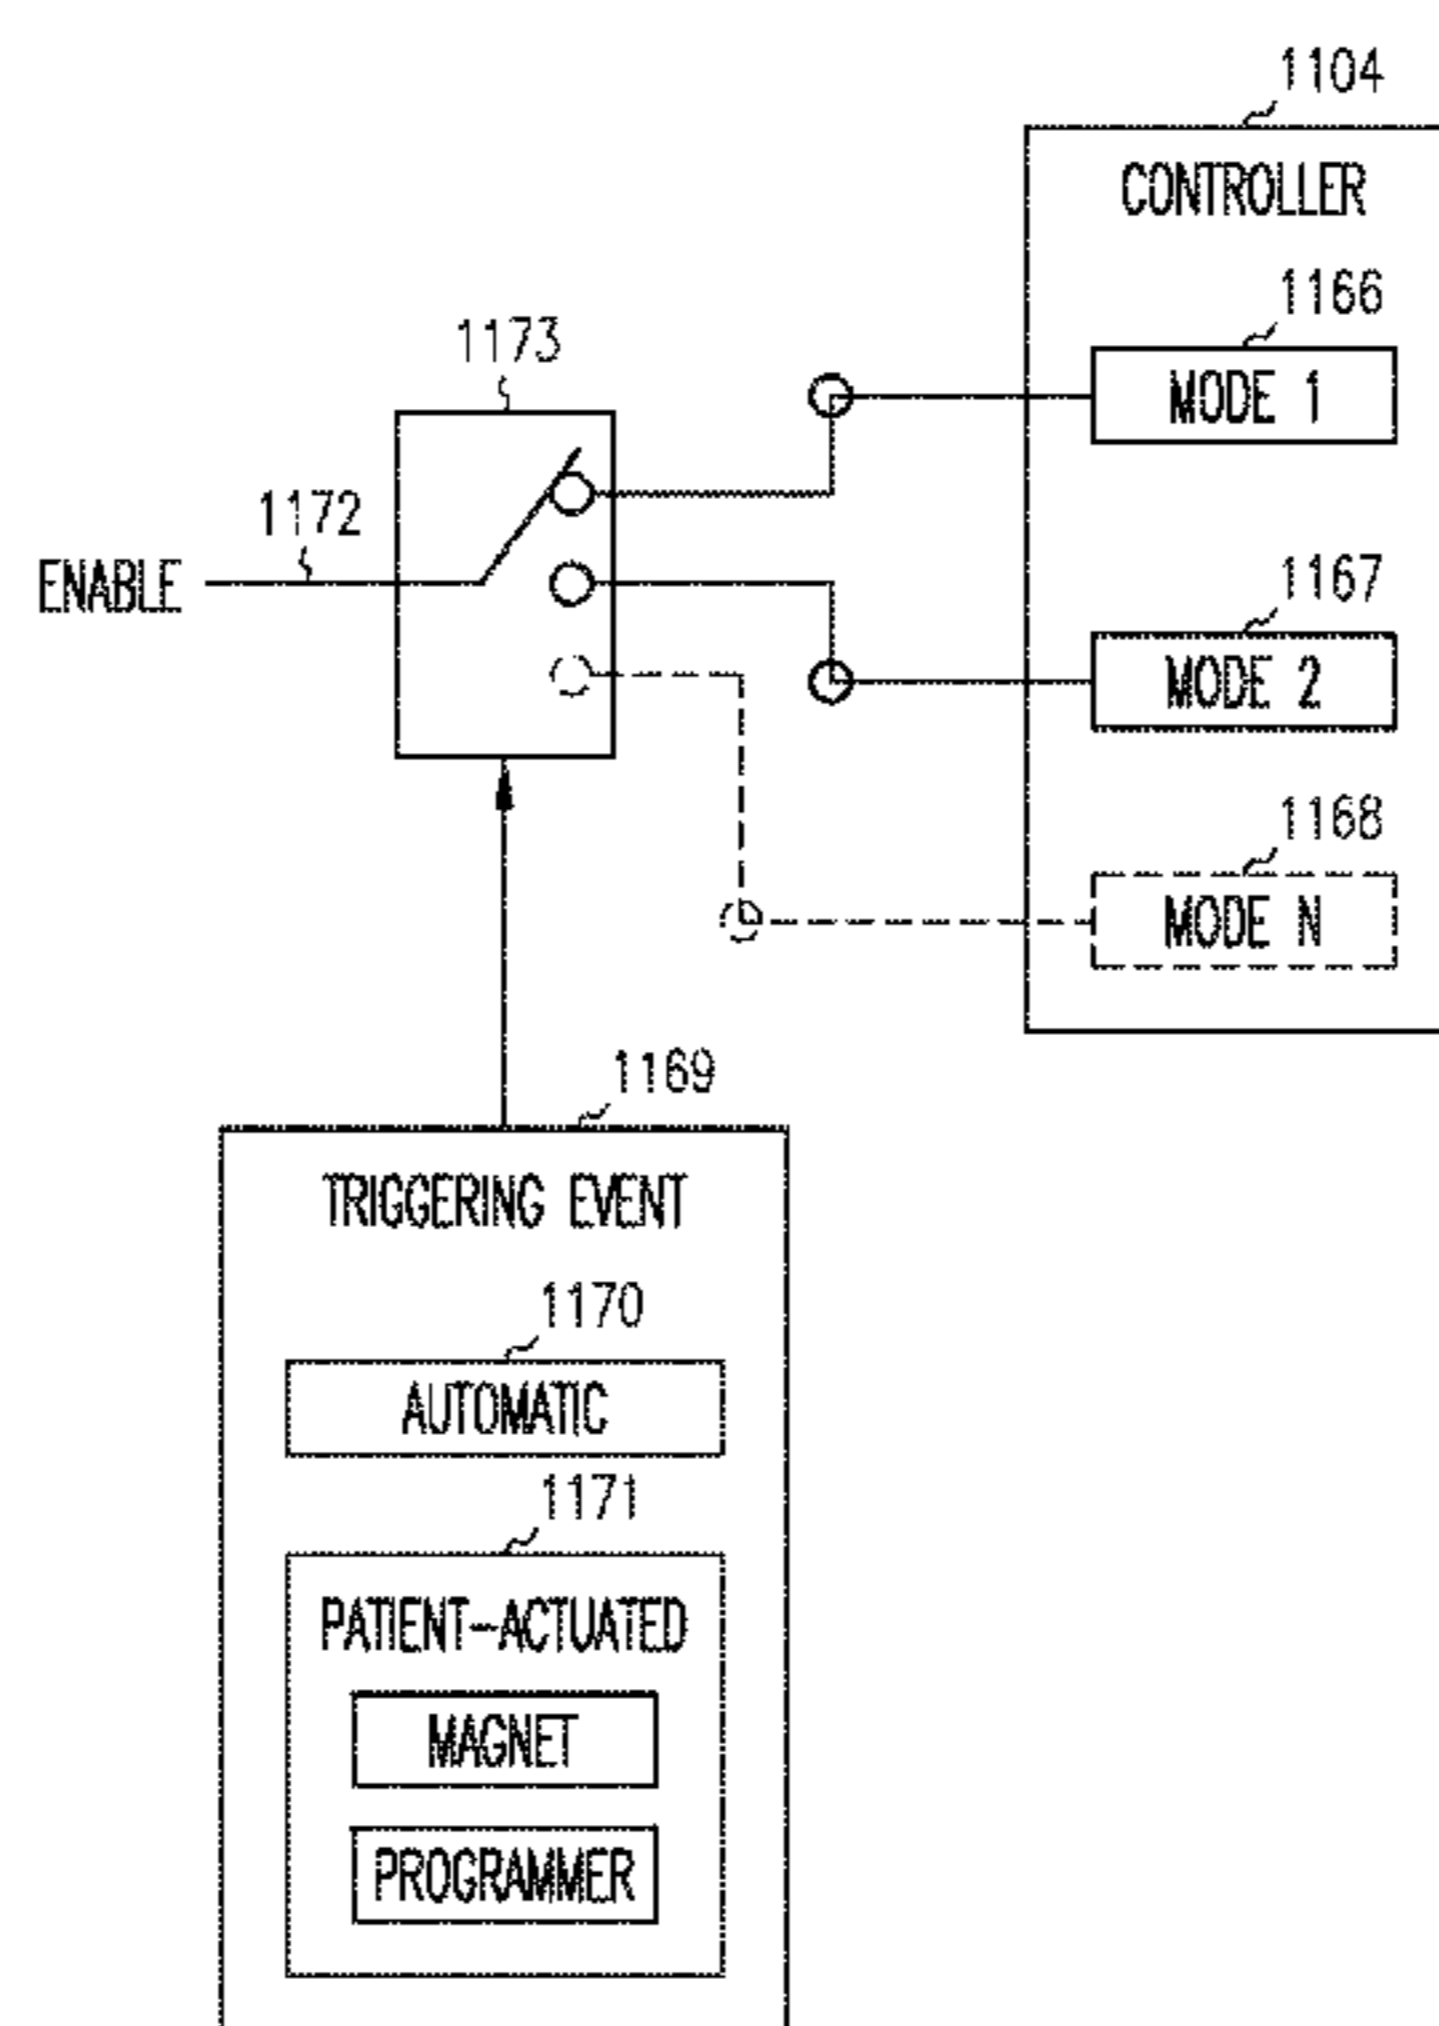 1104
CONTROLLER
1166
MODE 1
1173
1172
ENABLE
1167
MODE 2
1168
MODE N
1169
TRIGGERING EVENT
1170
AUTOMATIC
1171
PATIENT-ACTUATED
MAGNET
PROGRAMMER